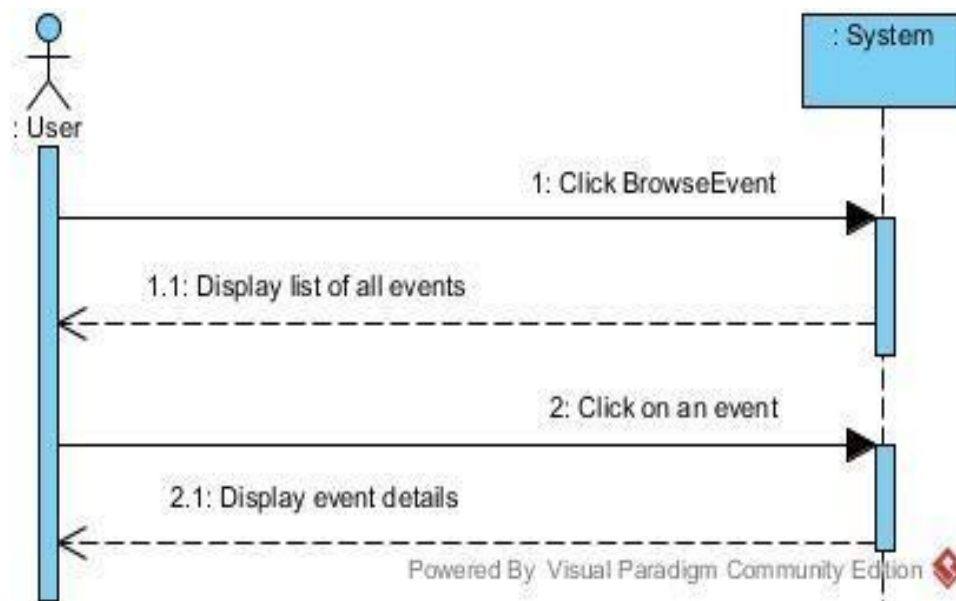 : System
: User
1: Click BrowseEvent
1.1: Display list of all events
2: Click on an event
2.1: Display event details
Powered By Visual Paradigm Community Edition